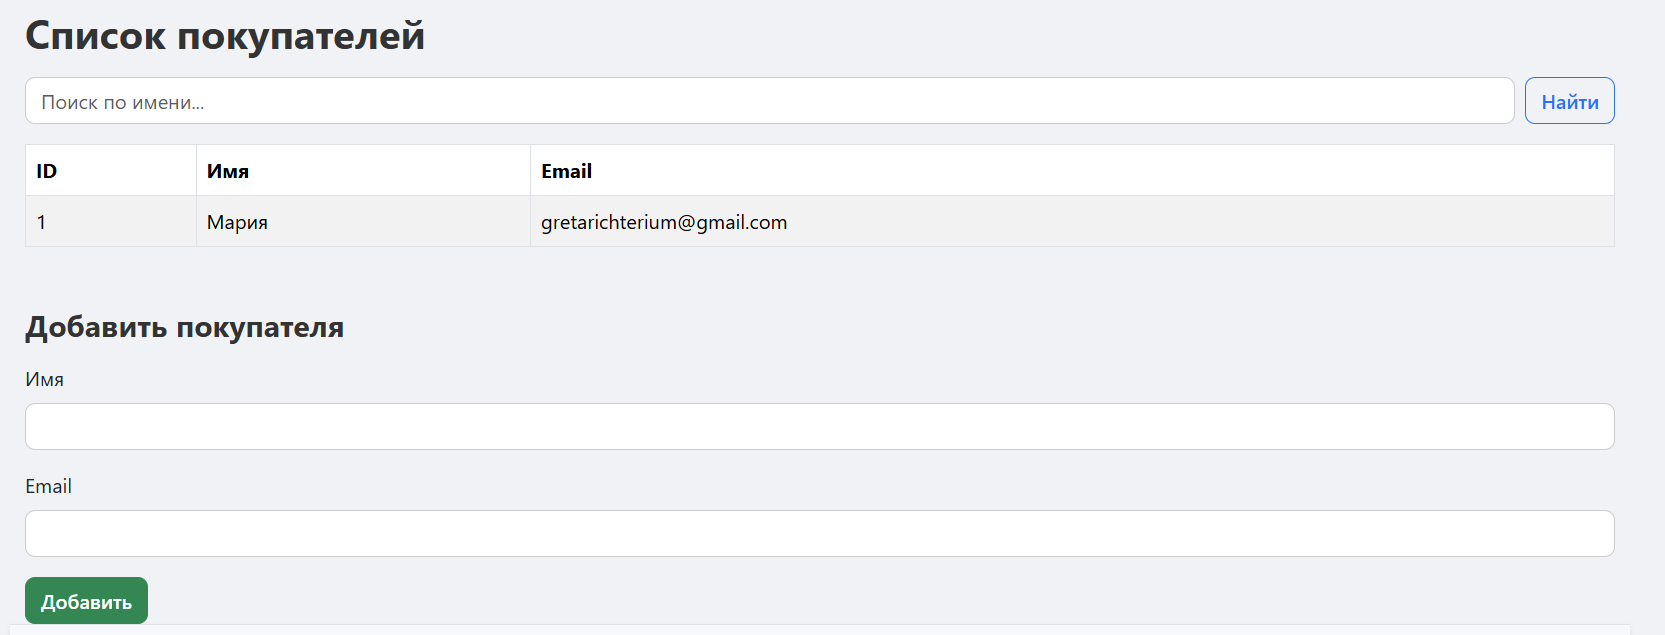 Список покупателей
Поиск по имени... Найти
ID Имя Email
1 Мария gretarichterium@gmail.com
Добавить покупателя
Имя
Email
Добавить